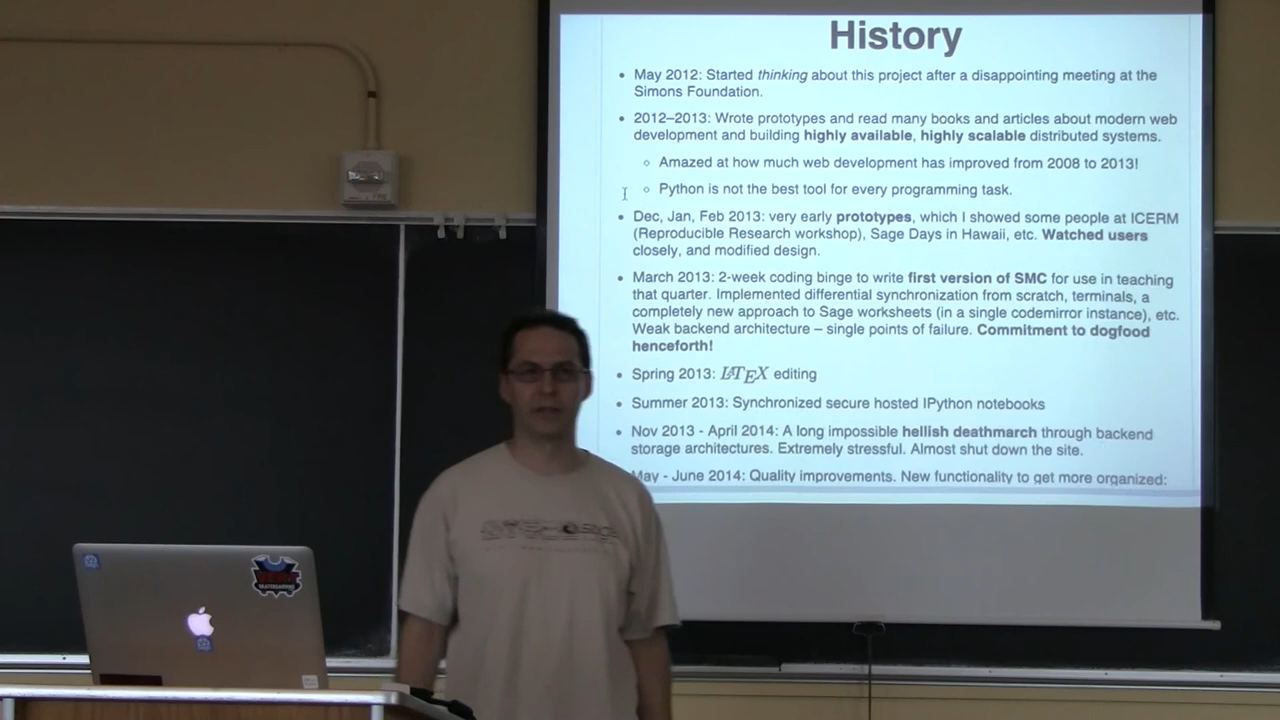 History
• May 2012: Started thinking about this project after a disappointing meeting at the
Simons Foundation.
• 2012–2013: Wrote prototypes and read many books and articles about modern web
development and building highly available, highly scalable distributed systems.
◦ Amazed at how much web development has improved from 2008 to 2013!
◦ Python is not the best tool for every programming task.
• Dec, Jan, Feb 2013: very early prototypes, which I showed some people at ICERM
(Reproducible Research workshop), Sage Days in Hawaii, etc. Watched users
closely, and modified design.
• March 2013: 2-week coding binge to write first version of SMC for use in teaching
that quarter. Implemented differential synchronization from scratch, terminals, a
completely new approach to Sage worksheets (in a single codemirror instance), etc.
Weak backend architecture – single points of failure. Commitment to dogfood
henceforth!
• Spring 2013: LATEX editing
• Summer 2013: Synchronized secure hosted IPython notebooks
• Nov 2013 - April 2014: A long impossible hellish deathmarch through backend
storage architectures. Extremely stressful. Almost shut down the site.
May - June 2014: Quality improvements. New functionality to get more organized: